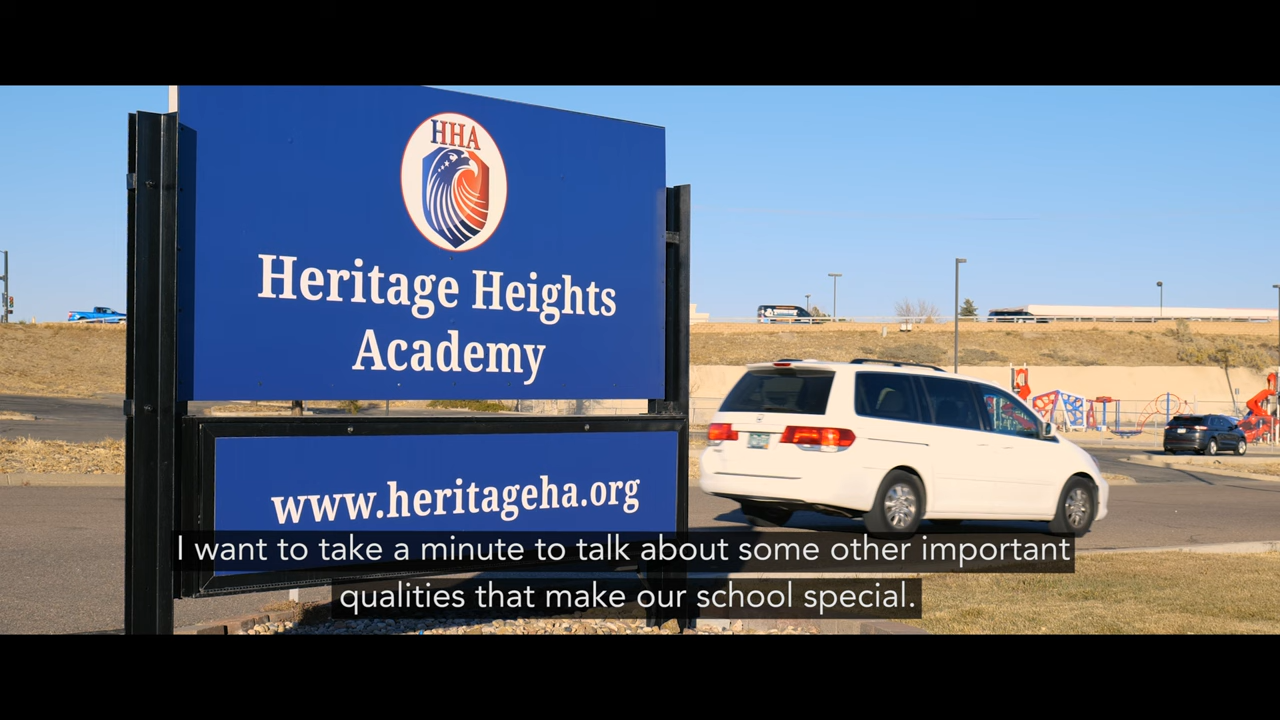 HHA
Heritage Heights
Academy
www.heritageha.org
I want to take a minute to talk about some other important
qualities that make our school special.